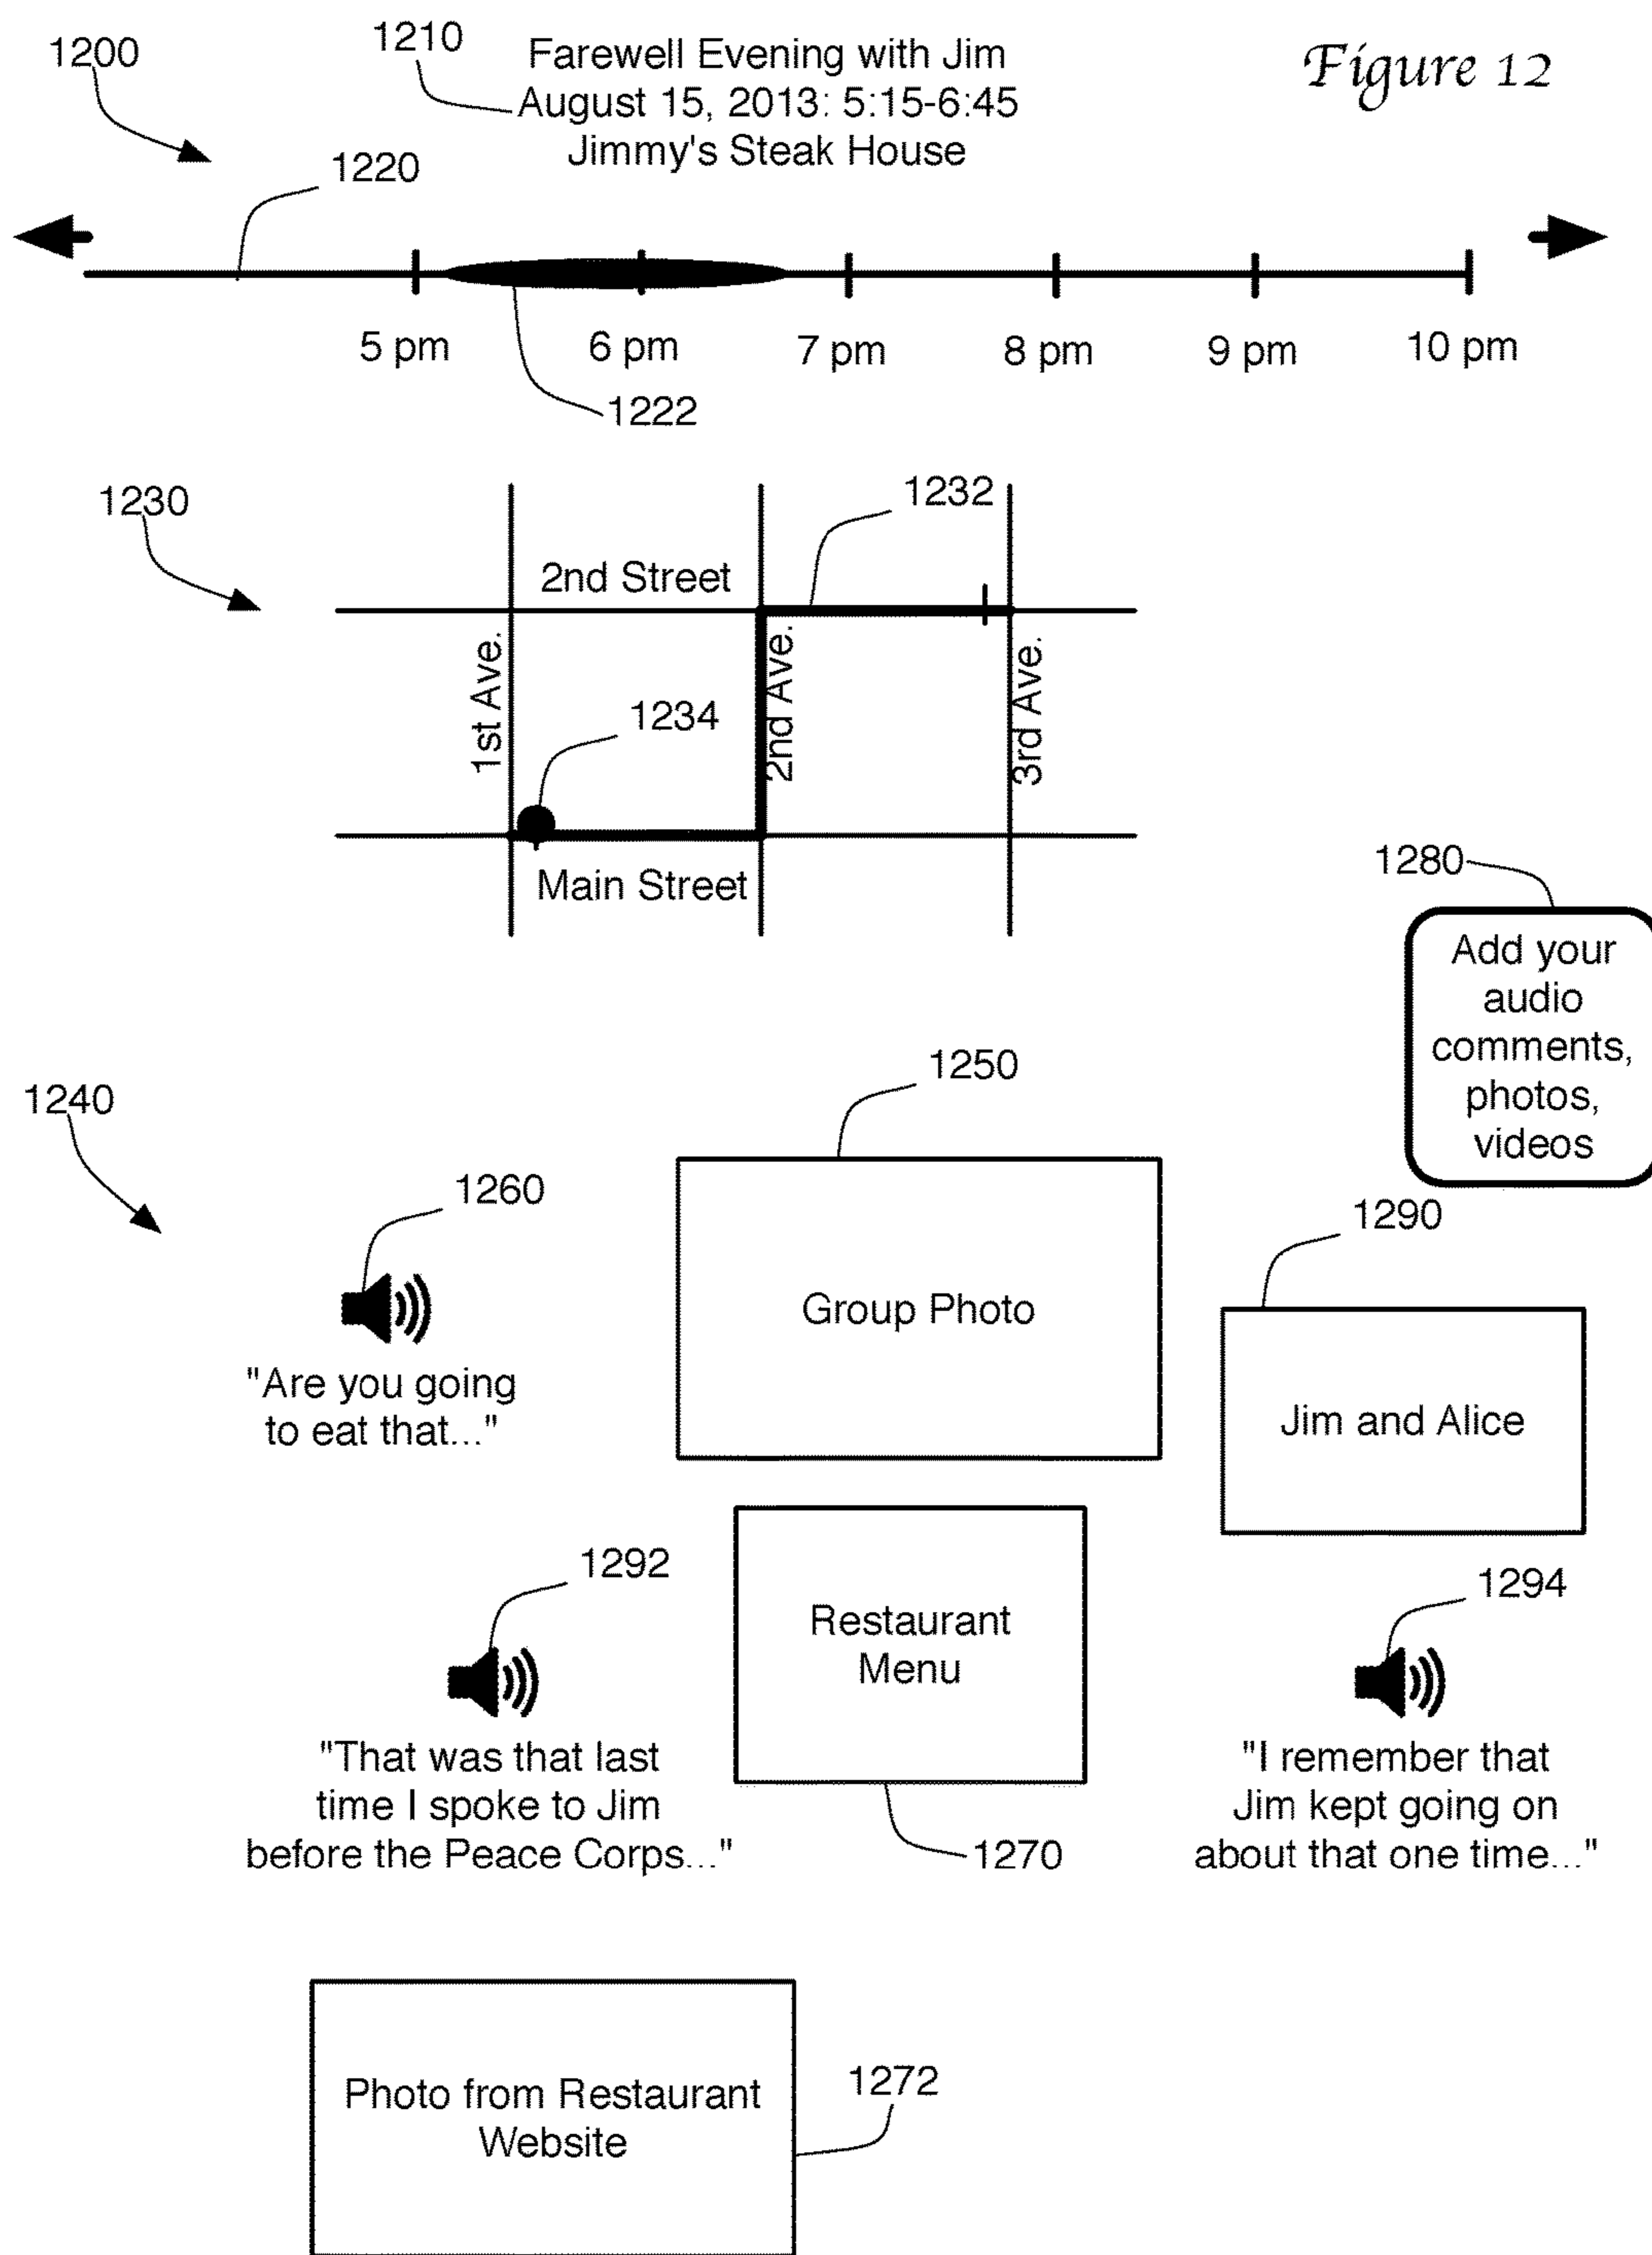 1200
1210
Farewell Evening with Jim
August 15, 2013: 5:15-6:45
Jimmy's Steak House
Figure 12
1220
5 pm 6 pm 7 pm 8 pm 9 pm 10 pm
1222
1230
1232
2nd Street
1st Ave.
2nd Ave.
3rd Ave.
1234
Main Street
1280
Add your
audio
comments,
photos,
videos
1240
1250
Group Photo
1260
"Are you going
to eat that..."
1290
Jim and Alice
1292
"That was that last
time I spoke to Jim
before the Peace Corps..."
Restaurant
Menu
1270
1294
"I remember that
Jim kept going on
about that one time..."
Photo from Restaurant
Website
1272